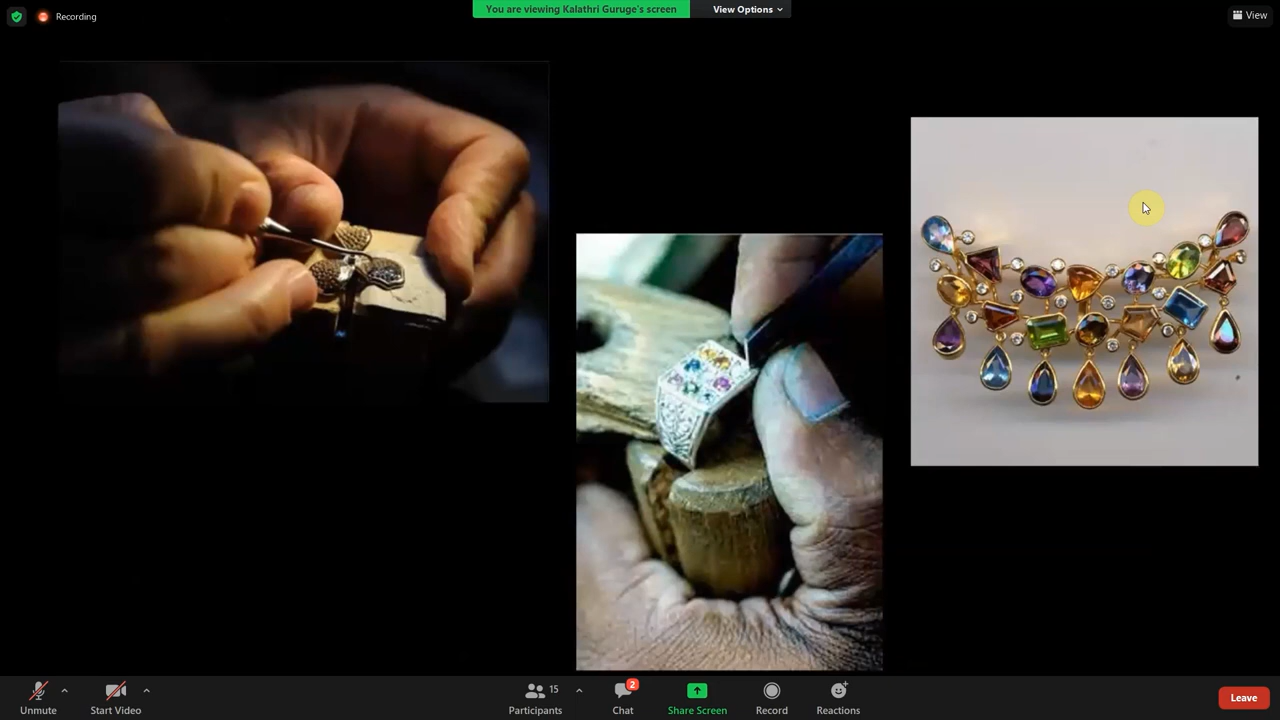 Recording
You are viewing Kalathri Guruge's screen
View Options
View
Unmute
Start Video
15
Participants
2
Chat
Share Screen
Record
Reactions
Leave